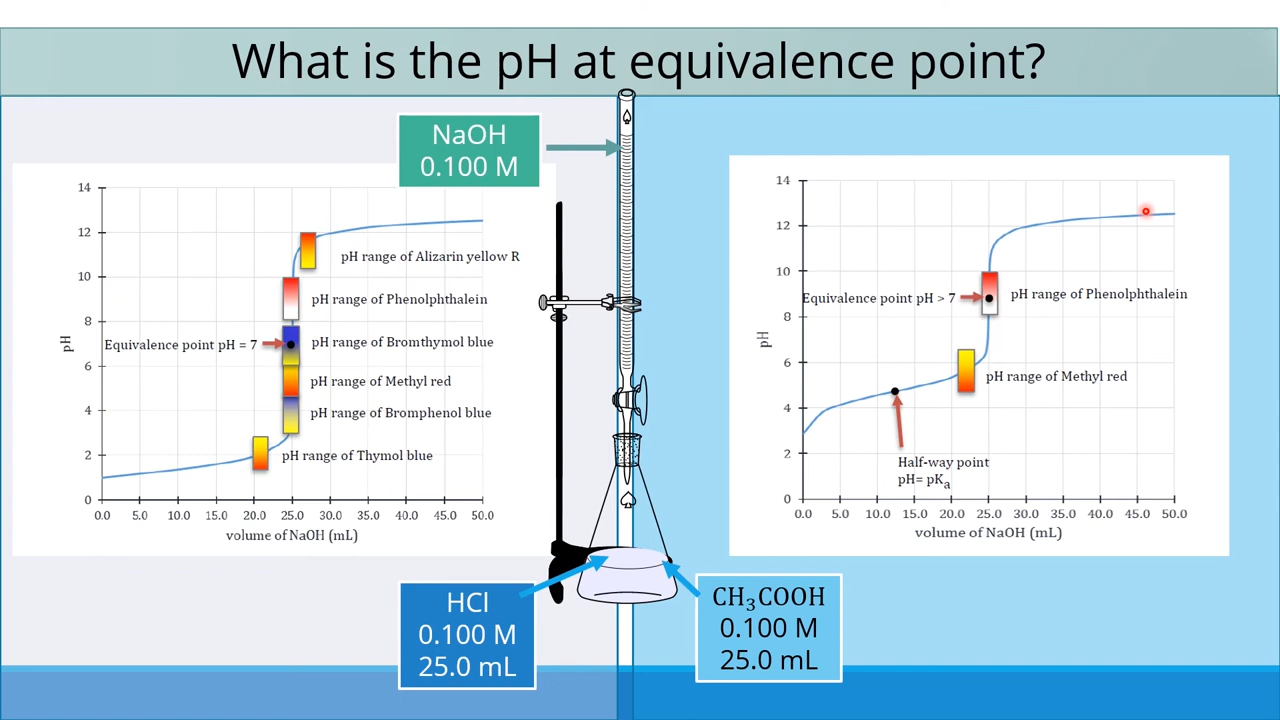 What is the pH at equivalence point?
NaOH
0.100 M
14
12
10
8
6
4
2
0
pH
pH range of Alizarin yellow R
pH range of Phenolphthalein
Equivalence point pH = 7
pH range of Bromthymol blue
pH range of Methyl red
pH range of Bromphenol blue
pH range of Thymol blue
0.0 5.0 10.0 15.0 20.0 25.0 30.0 35.0 40.0 45.0 50.0
volume of NaOH (mL)
14
12
10
8
6
4
2
0
pH
Equivalence point pH > 7
pH range of Phenolphthalein
pH range of Methyl red
Half-way point
pH= pKₐ
0.0 5.0 10.0 15.0 20.0 25.0 30.0 35.0 40.0 45.0 50.0
volume of NaOH (mL)
HCl
0.100 M
25.0 mL
CH₃COOH
0.100 M
25.0 mL